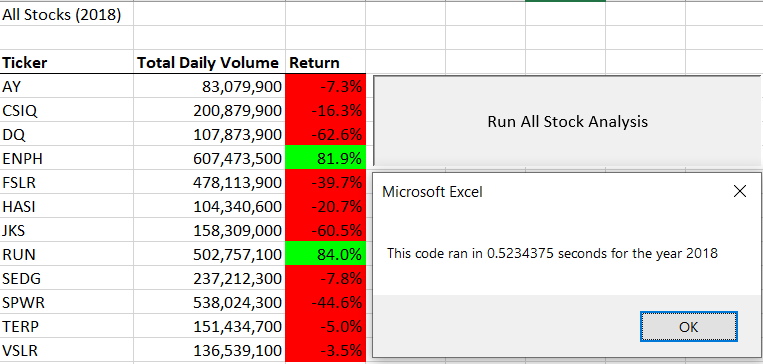 All Stocks (2018)
Ticker Total Daily Volume Return
AY 83,079,900 -7.3%
CSIQ 200,879,900 -16.3%
DQ 107,873,900 -62.6%
ENPH 607,473,500 81.9%
FSLR 478,113,900 -39.7%
HASI 104,340,600 -20.7%
JKS 158,309,000 -60.5%
RUN 502,757,100 84.0%
SEDG 237,212,300 -7.8%
SPWR 538,024,300 -44.6%
TERP 151,434,700 -5.0%
VSLR 136,539,100 -3.5%
Run All Stock Analysis
Microsoft Excel
This code ran in 0.5234375 seconds for the year 2018
OK